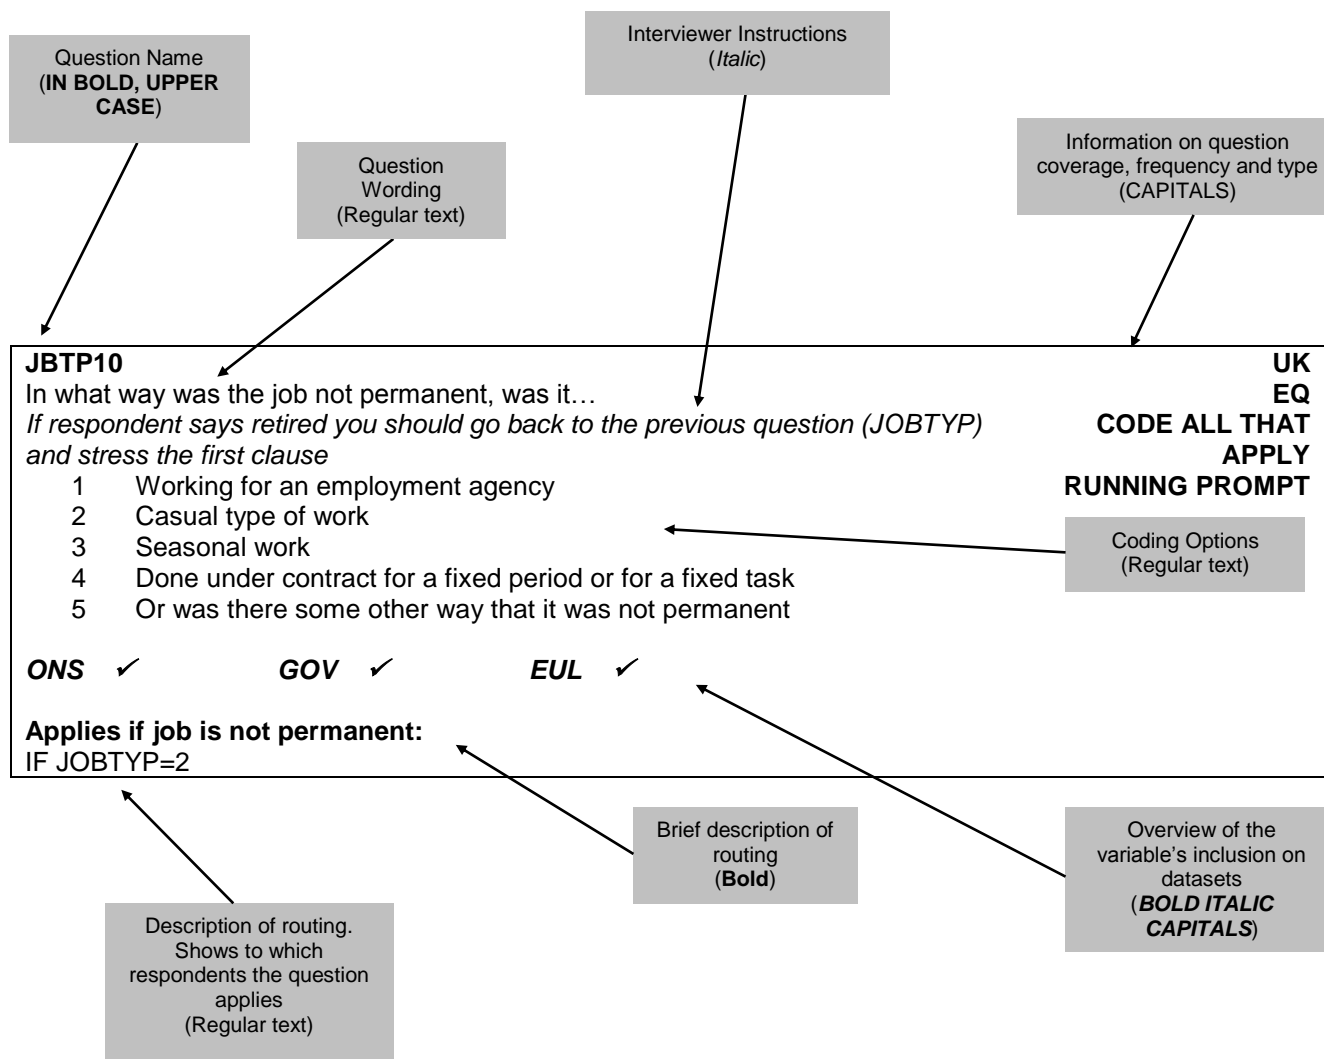 Interviewer Instructions
(Italic)
Question Name
(IN BOLD, UPPER
CASE)
Information on question
coverage, frequency and type
(CAPITALS)
Question
Wording
(Regular text)
JBTP10
UK
In what way was the job not permanent, was it…
EQ
If respondent says retired you should go back to the previous question (JOBTYP)
CODE ALL THAT
and stress the first clause
APPLY
1 Working for an employment agency
RUNNING PROMPT
2 Casual type of work
3 Seasonal work
4 Done under contract for a fixed period or for a fixed task
5 Or was there some other way that it was not permanent
Coding Options
(Regular text)
ONS ✓ GOV ✓ EUL ✓
Applies if job is not permanent:
IF JOBTYP=2
Brief description of
routing
(Bold)
Overview of the
variable’s inclusion on
datasets
(BOLD ITALIC
CAPITALS)
Description of routing.
Shows to which
respondents the question
applies
(Regular text)